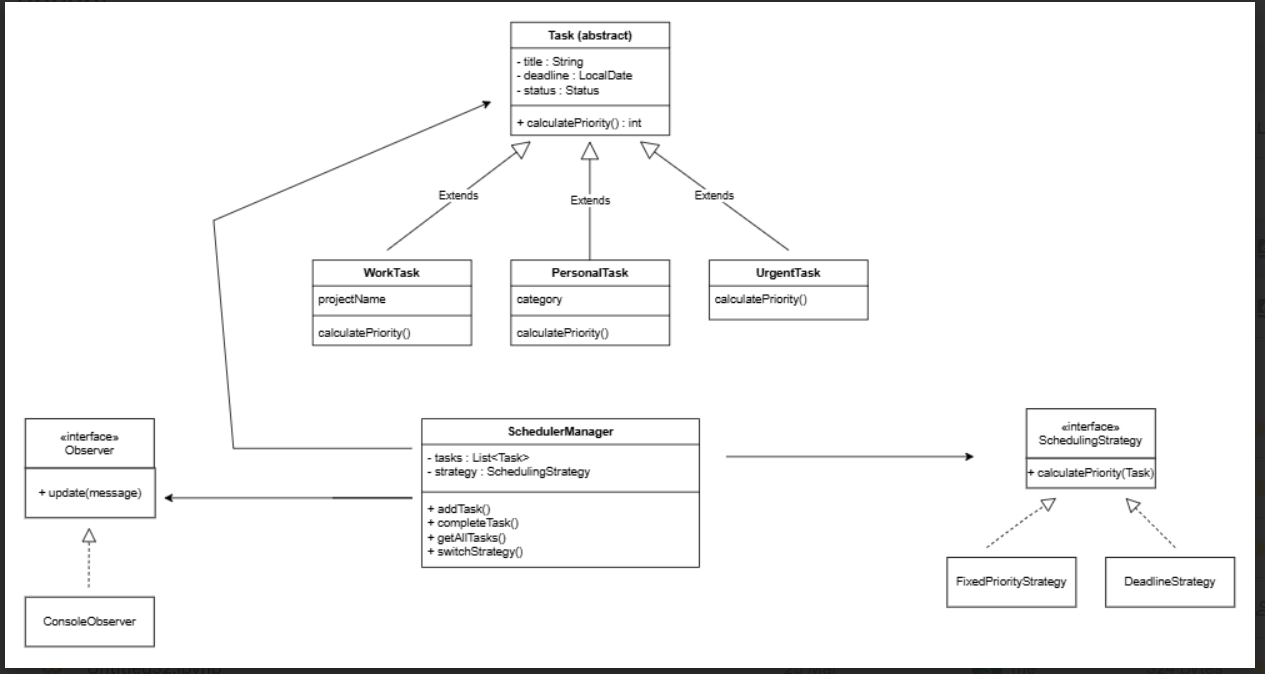 Task (abstract)
- title : String
- deadline : LocalDate
- status : Status
+ calculatePriority() : int
Extends
Extends
Extends
WorkTask
projectName
calculatePriority()
PersonalTask
category
calculatePriority()
UrgentTask
calculatePriority()
«interface»
Observer
+ update(message)
ConsoleObserver
SchedulerManager
- tasks : List<Task>
- strategy : SchedulingStrategy
+ addTask()
+ completeTask()
+ getAllTasks()
+ switchStrategy()
«interface»
SchedulingStrategy
+ calculatePriority(Task)
FixedPriorityStrategy
DeadlineStrategy